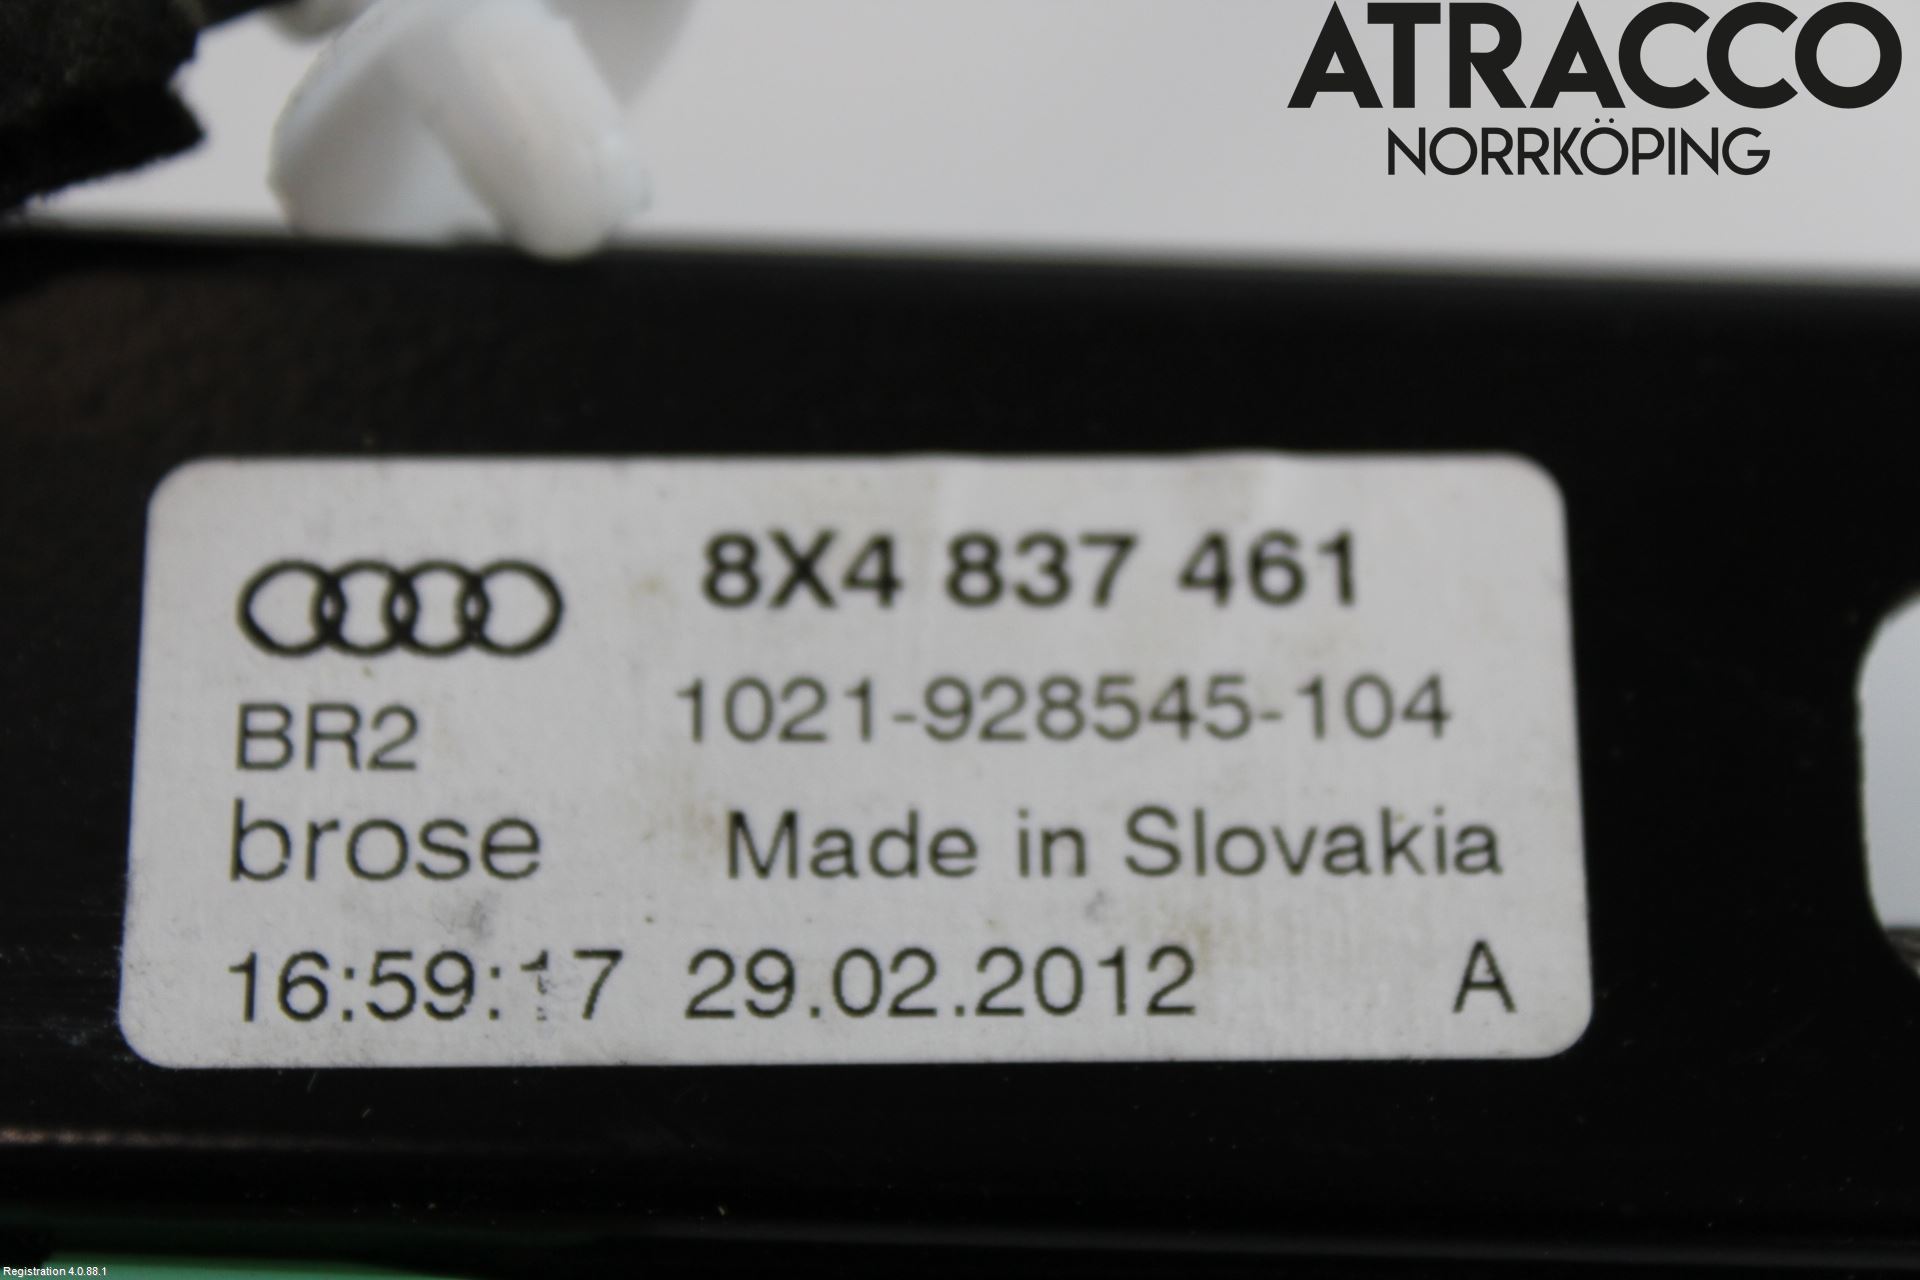 ATRACCO
NORRKÖPING
8X4 837 461
BR2 1021-928545-104
brose Made in Slovakia
16:59:17 29.02.2012 A
Registration 4.0.88.1